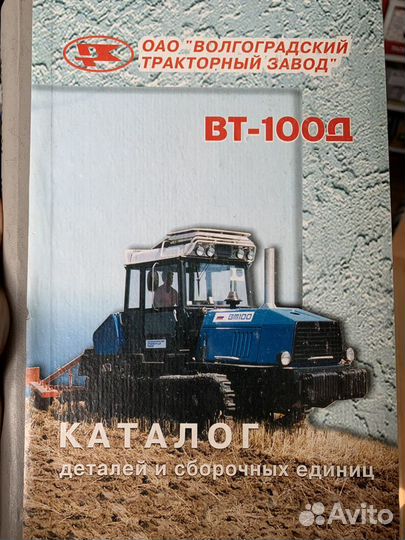 ОАО "ВОЛГОГРАДСКИЙ
ТРАКТОРНЫЙ ЗАВОД"
ВТ-100Д
ВТ100
КАТАЛОГ
деталей и сборочных единиц
Avito